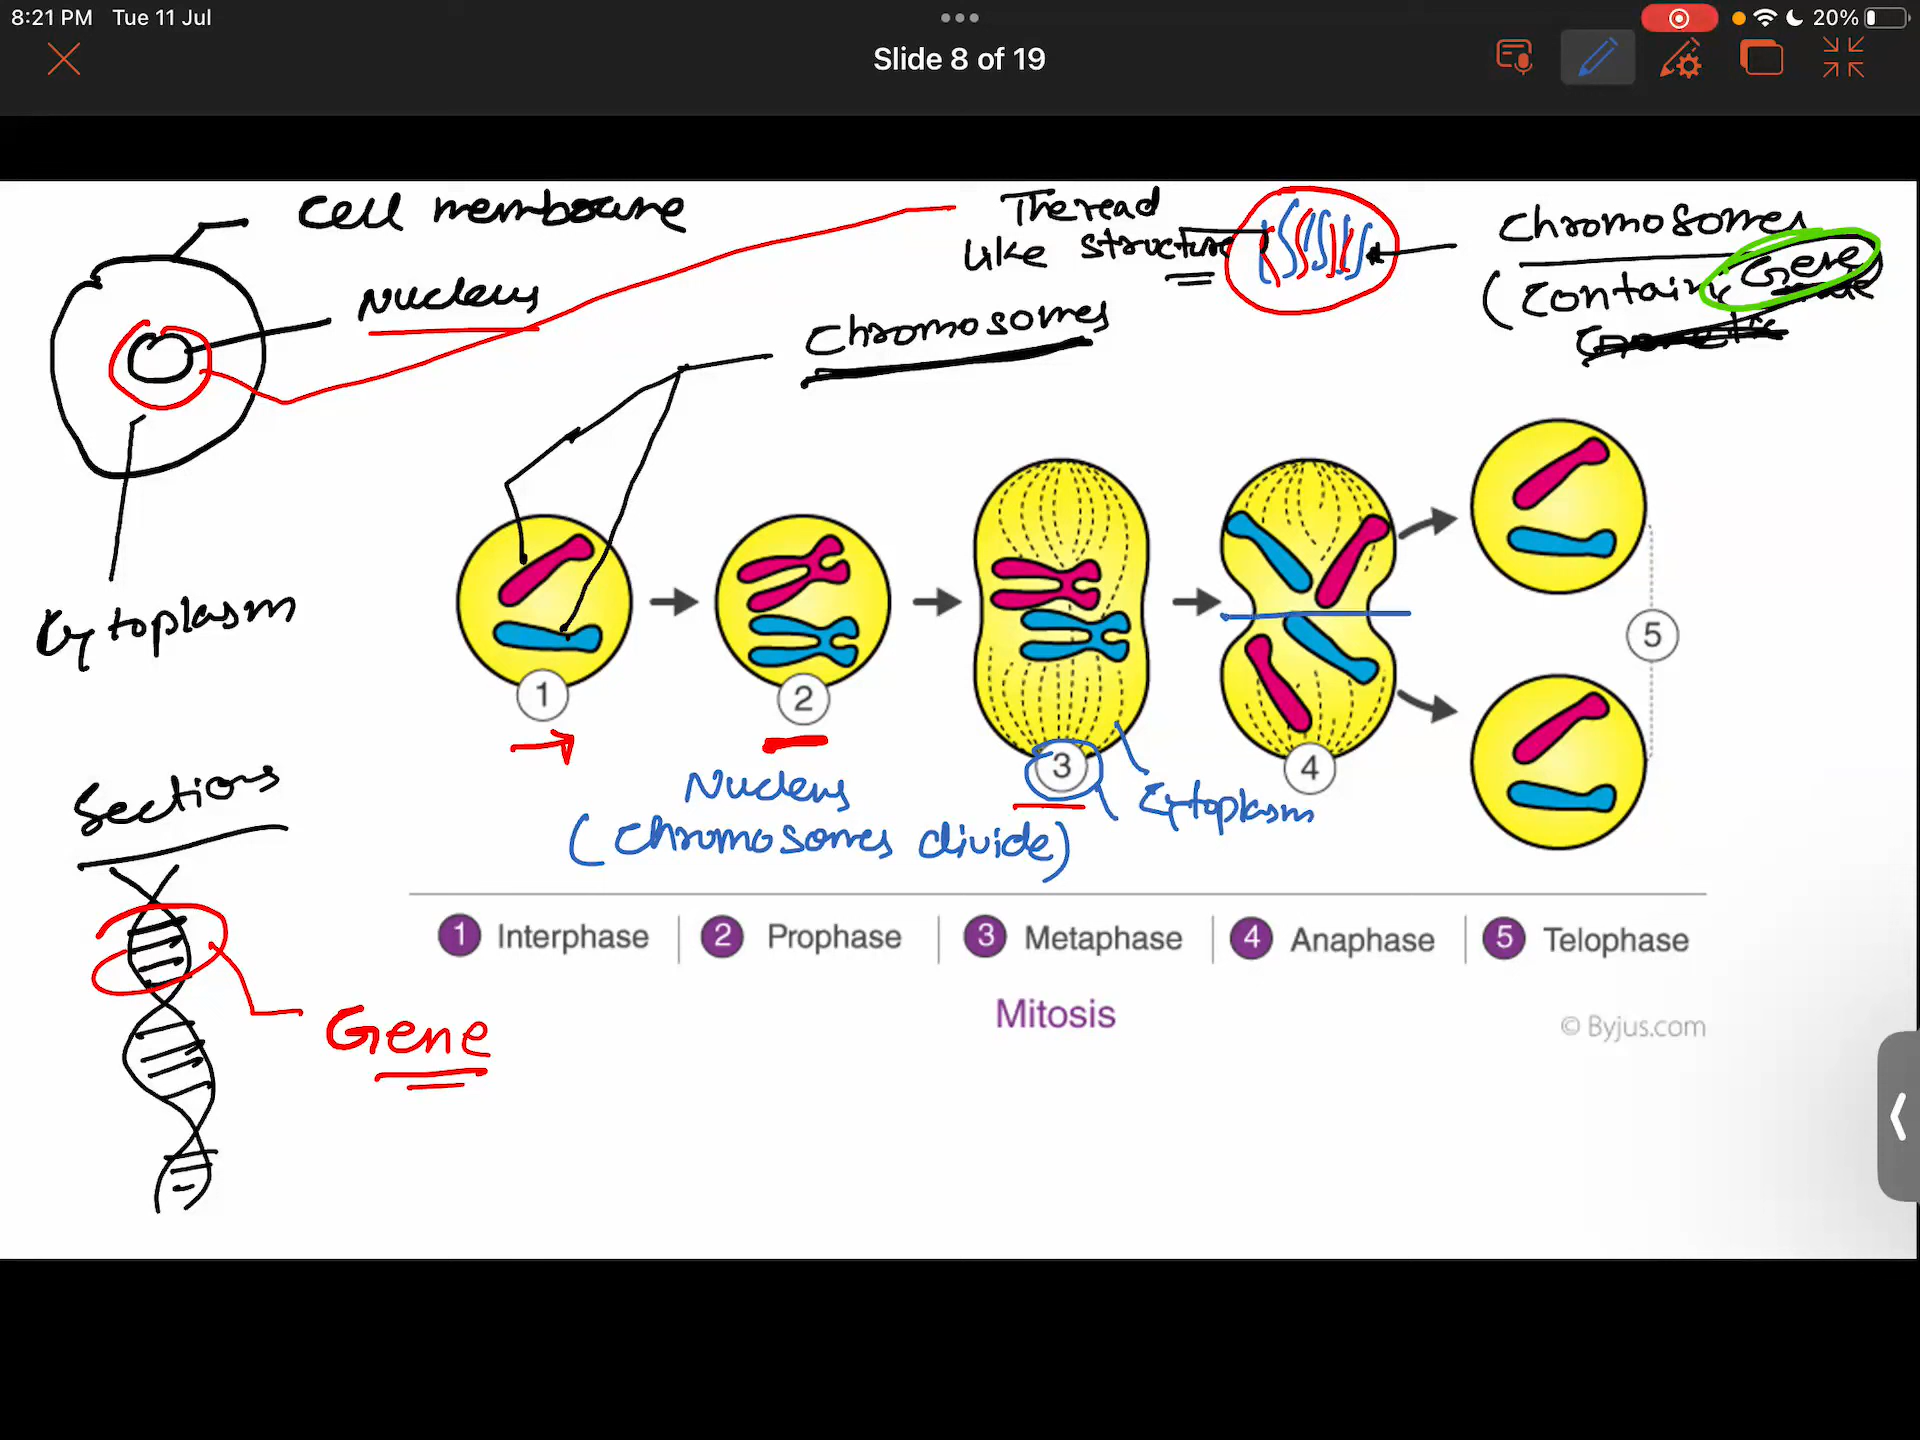 8:21 PM Tue 11 Jul
20%
Slide 8 of 19
Cell membrane
Nucleus
Cytoplasm
Theread
like structure
Chromosomes
(Contain Gene
Chromosomes
1
2
3
4
5
Nucleus
(Chromosomes divide)
Cytoplasm
Sections
Gene
1 Interphase
2 Prophase
3 Metaphase
4 Anaphase
5 Telophase
Mitosis
© Byjus.com